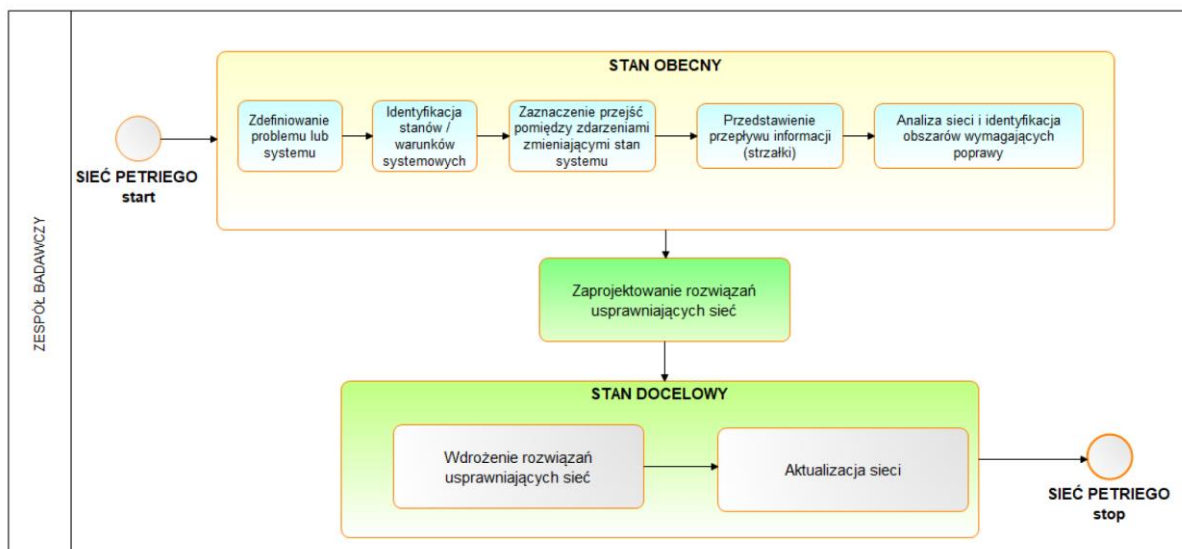 ZESPÓŁ BADAWCZY
SIEĆ PETRIEGO
start
STAN OBECNY
Zdefiniowanie
problemu lub
systemu
Identyfikacja
stanów /
warunków
systemowych
Zaznaczenie przejść
pomiędzy zdarzeniami
zmieniającymi stan
systemu
Przedstawienie
przepływu informacji
(strzałki)
Analiza sieci i identyfikacja
obszarów wymagających
poprawy
Zaprojektowanie rozwiązań
usprawniających sieć
STAN DOCELOWY
Wdrożenie rozwiązań
usprawniających sieć
Aktualizacja sieci
SIEĆ PETRIEGO
stop